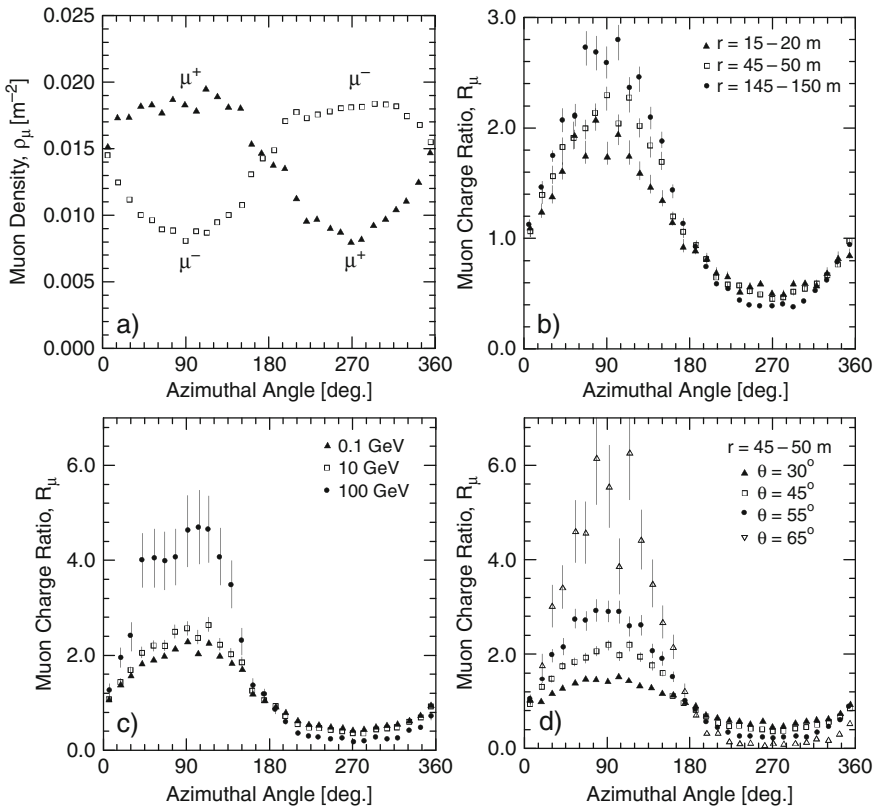 0.025
0.020
0.015
0.010
0.005
0.000
Muon Density, ρμ [m−2]
μ+
μ−
μ−
μ+
a)
0 90 180 270 360
Azimuthal Angle [deg.]
3.0
2.0
1.0
0.0
Muon Charge Ratio, Rμ
r = 15 – 20 m
r = 45 – 50 m
r = 145 – 150 m
b)
0 90 180 270 360
Azimuthal Angle [deg.]
6.0
4.0
2.0
0.0
Muon Charge Ratio, Rμ
0.1 GeV
10 GeV
100 GeV
c)
0 90 180 270 360
Azimuthal Angle [deg.]
6.0
4.0
2.0
0.0
Muon Charge Ratio, Rμ
r = 45 – 50 m
θ = 30°
θ = 45°
θ = 55°
θ = 65°
d)
0 90 180 270 360
Azimuthal Angle [deg.]